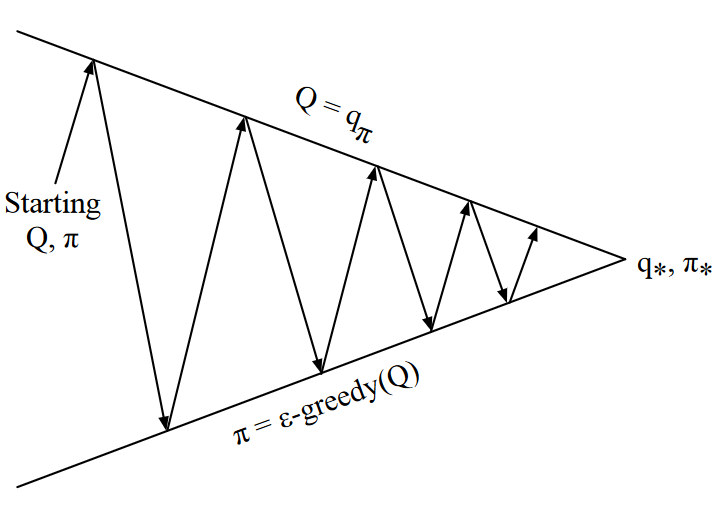 Q = qπ
Starting
Q, π
q*, π*
π = ε-greedy(Q)